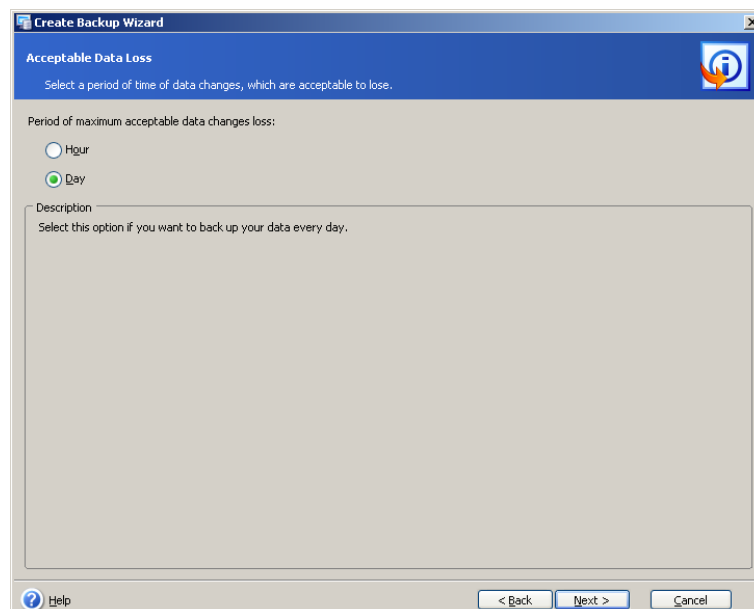 Create Backup Wizard
Acceptable Data Loss
Select a period of time of data changes, which are acceptable to lose.
Period of maximum acceptable data changes loss:
Hour
Day
Description
Select this option if you want to back up your data every day.
Help
< Back
Next >
Cancel